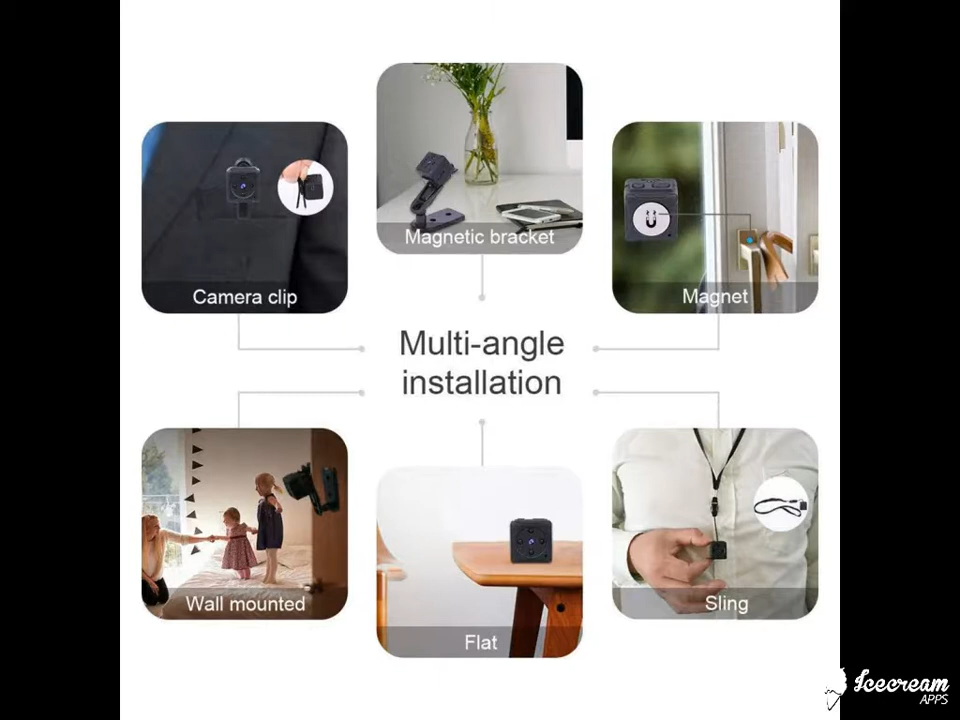 Magnetic bracket
Camera clip
Magnet
Multi-angle
installation
Wall mounted
Flat
Sling
Icecream
APPS